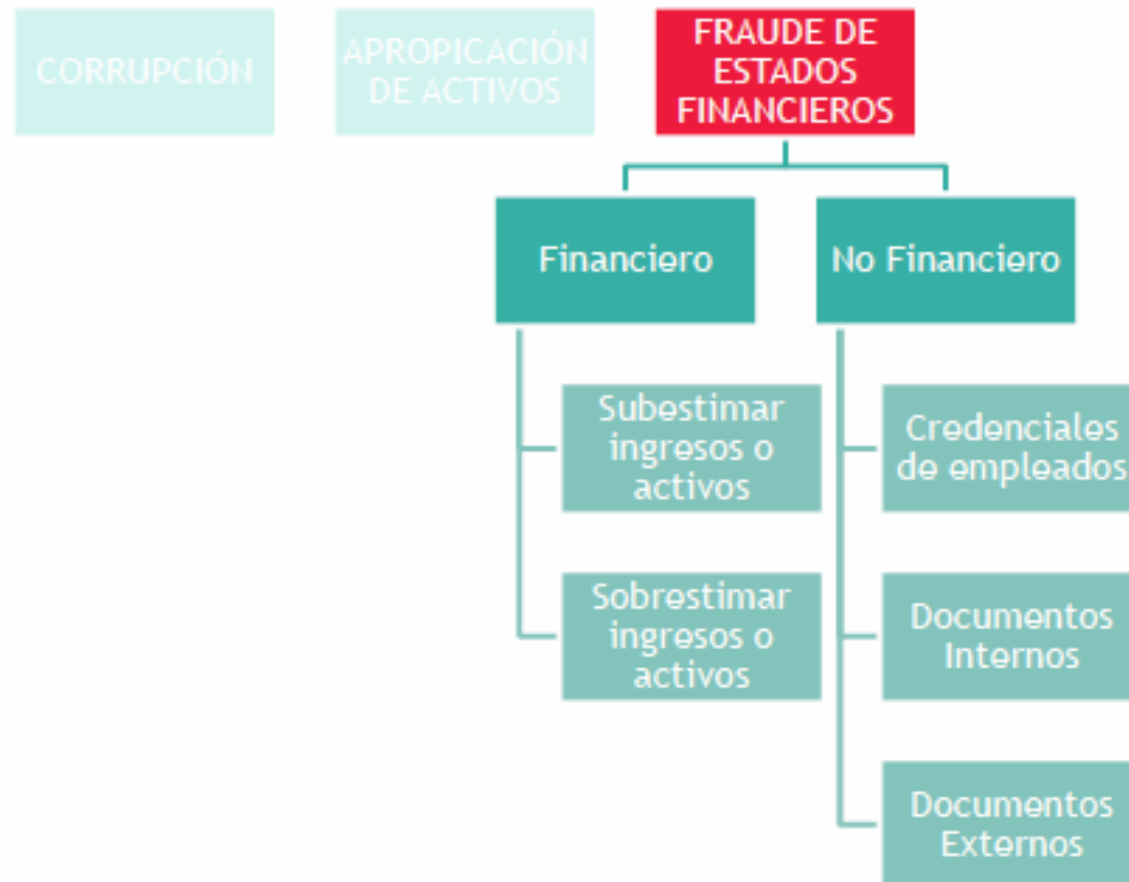 CORRUPCIÓN
APROPICACIÓN
DE ACTIVOS
FRAUDE DE
ESTADOS
FINANCIEROS
Financiero
No Financiero
Subestimar
ingresos o
activos
Credenciales
de empleados
Sobrestimar
ingresos o
activos
Documentos
Internos
Documentos
Externos